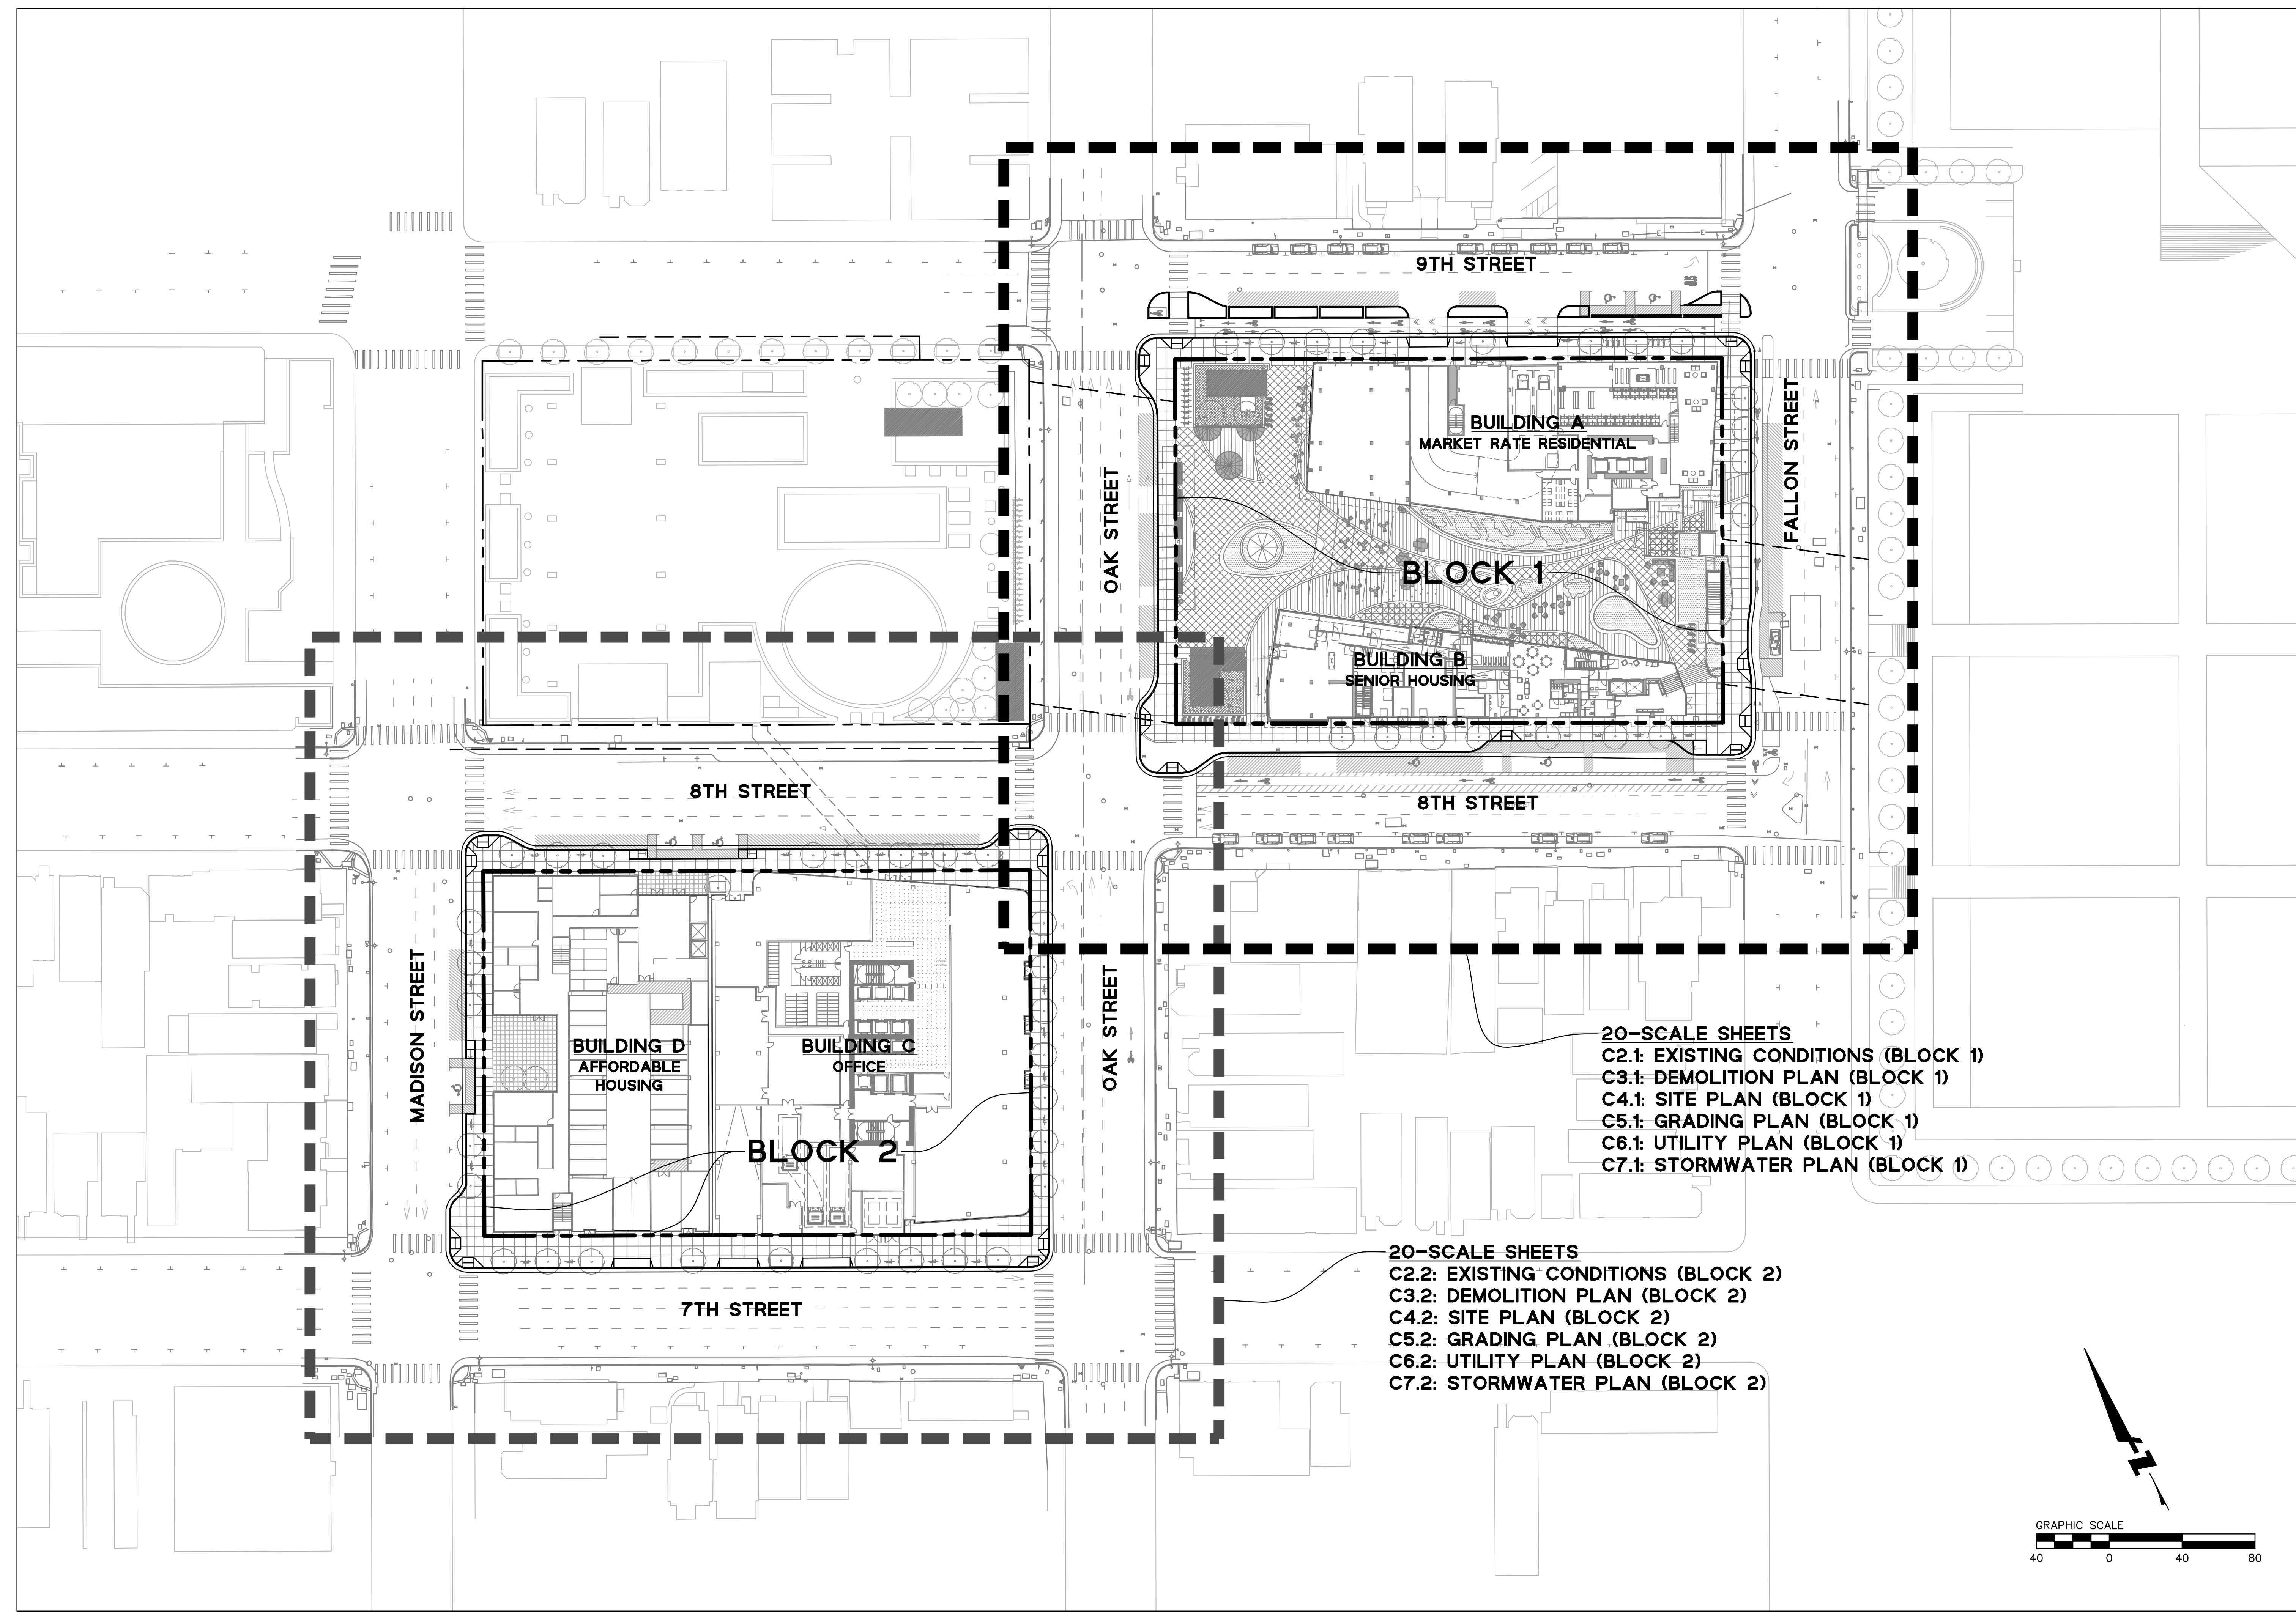 9TH STREET
BUILDING A
MARKET RATE RESIDENTIAL
FALLON STREET
OAK STREET
BLOCK 1
BUILDING B
SENIOR HOUSING
8TH STREET
8TH STREET
MADISON STREET
OAK STREET
BUILDING D
AFFORDABLE
HOUSING
BUILDING C
OFFICE
BLOCK 2
7TH STREET
20-SCALE SHEETS
C2.1: EXISTING CONDITIONS (BLOCK 1)
C3.1: DEMOLITION PLAN (BLOCK 1)
C4.1: SITE PLAN (BLOCK 1)
C5.1: GRADING PLAN (BLOCK 1)
C6.1: UTILITY PLAN (BLOCK 1)
C7.1: STORMWATER PLAN (BLOCK 1)
20-SCALE SHEETS
C2.2: EXISTING CONDITIONS (BLOCK 2)
C3.2: DEMOLITION PLAN (BLOCK 2)
C4.2: SITE PLAN (BLOCK 2)
C5.2: GRADING PLAN (BLOCK 2)
C6.2: UTILITY PLAN (BLOCK 2)
C7.2: STORMWATER PLAN (BLOCK 2)
N
GRAPHIC SCALE
40 0 40 80